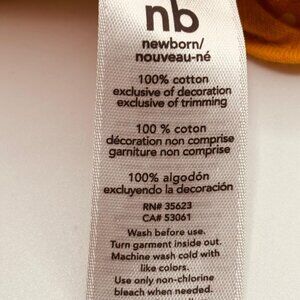 nb
newborn/
nouveau-né
100% cotton
exclusive of decoration
exclusive of trimming
100 % coton
décoration non comprise
garniture non comprise
100% algodón
excluyendo la decoración
RN# 35623
CA# 53061
Wash before use.
Turn garment inside out.
Machine wash cold with
like colors.
Use only non-chlorine
bleach when needed.